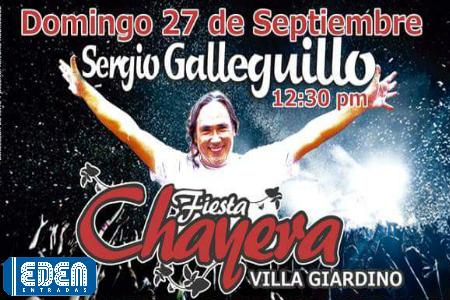 Domingo 27 de Septiembre
Sergio Galleguillo
12:30 pm
Fiesta
Chayera
VILLA GIARDINO
EDEN
ENTRADAS